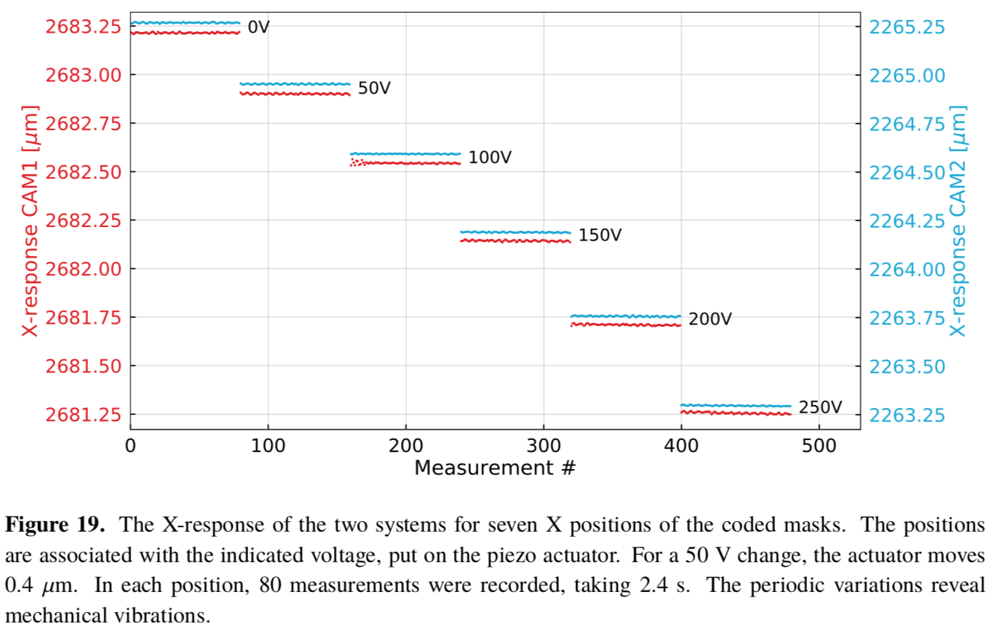 2683.25
2683.00
2682.75
2682.50
2682.25
2682.00
2681.75
2681.50
2681.25
X-response CAM1 [μm]
0V
50V
100V
150V
200V
250V
2265.25
2265.00
2264.75
2264.50
2264.25
2264.00
2263.75
2263.50
2263.25
X-response CAM2 [μm]
0 100 200 300 400 500
Measurement #
Figure 19. The X-response of the two systems for seven X positions of the coded masks. The positions
are associated with the indicated voltage, put on the piezo actuator. For a 50 V change, the actuator moves
0.4 μm. In each position, 80 measurements were recorded, taking 2.4 s. The periodic variations reveal
mechanical vibrations.